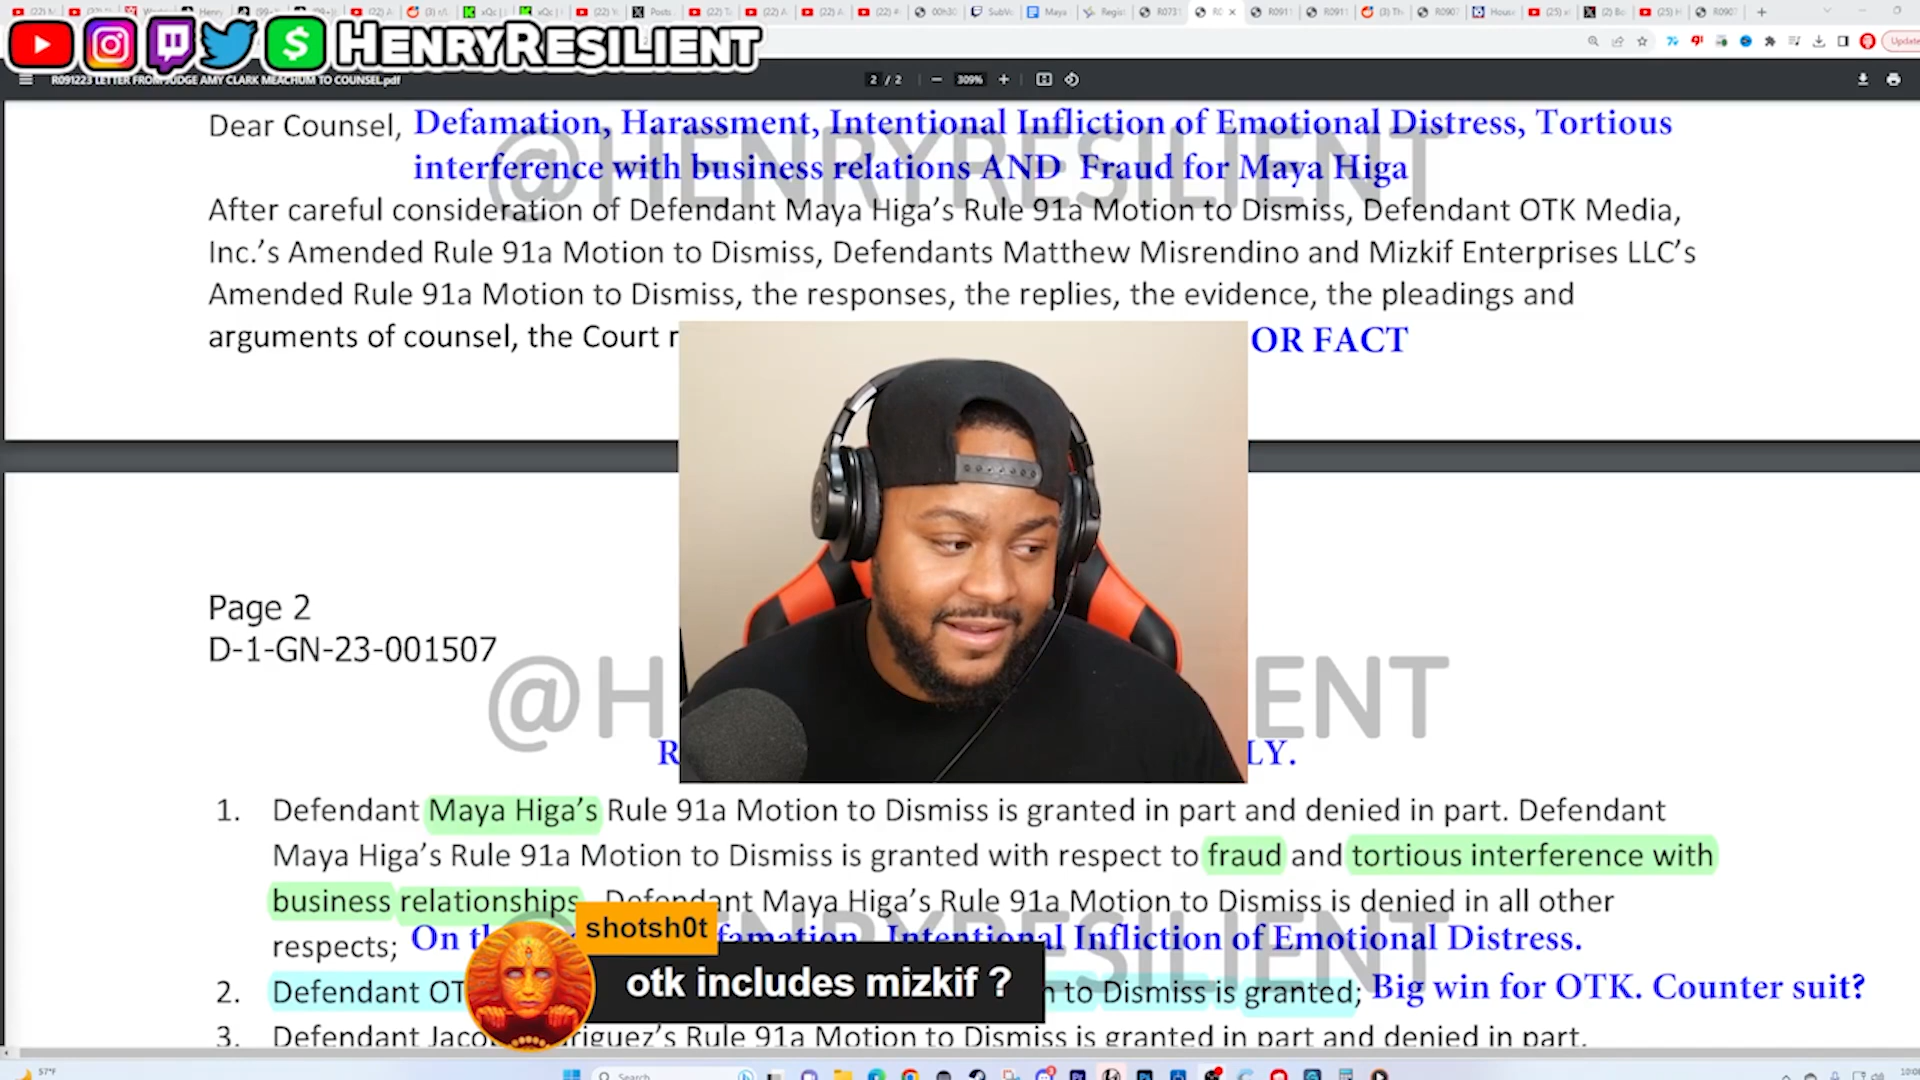 HENRYRESILIENT
R091223 LETTER FROM JUDGE AMY CLARK MEACHUM TO COUNSEL.pdf
2 / 2
309%
Update
Dear Counsel, Defamation, Harassment, Intentional Infliction of Emotional Distress, Tortious
interference with business relations AND Fraud for Maya Higa
@HENRYRESILIENT
After careful consideration of Defendant Maya Higa's Rule 91a Motion to Dismiss, Defendant OTK Media,
Inc.'s Amended Rule 91a Motion to Dismiss, Defendants Matthew Misrendino and Mizkif Enterprises LLC's
Amended Rule 91a Motion to Dismiss, the responses, the replies, the evidence, the pleadings and
arguments of counsel, the Court r
OR FACT
Page 2
D-1-GN-23-001507
@H ENT
R LY.
1. Defendant Maya Higa's Rule 91a Motion to Dismiss is granted in part and denied in part. Defendant
Maya Higa's Rule 91a Motion to Dismiss is granted with respect to fraud and tortious interference with
business relationships. Defendant Maya Higa's Rule 91a Motion to Dismiss is denied in all other
respects; On th famation, Intentional Infliction of Emotional Distress.
shotsh0t
otk includes mizkif ?
2. Defendant OT n to Dismiss is granted; Big win for OTK. Counter suit?
3. Defendant Jaco riguez's Rule 91a Motion to Dismiss is granted in part and denied in part.
57°F
Search